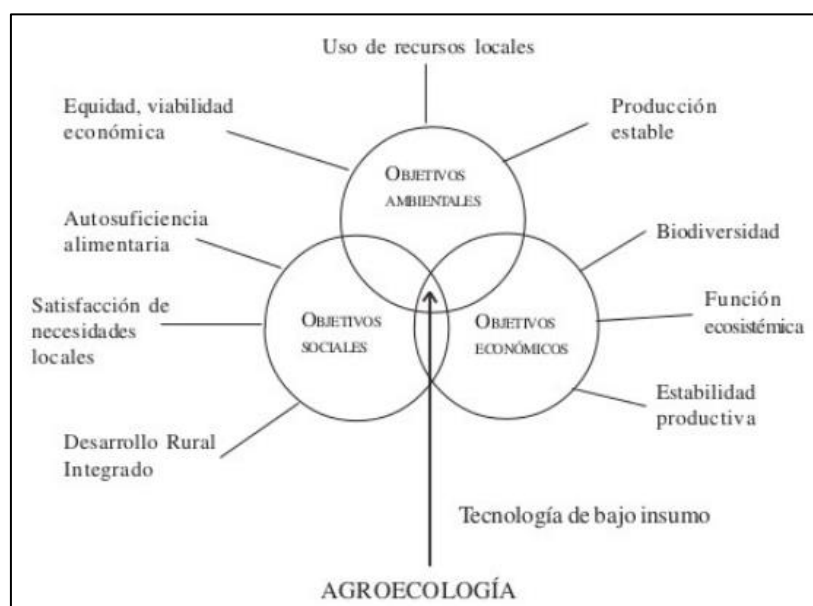 Uso de recursos locales
Equidad, viabilidad
económica
Producción
estable
OBJETIVOS
AMBIENTALES
Autosuficiencia
alimentaria
Biodiversidad
Satisfacción de
necesidades
locales
OBJETIVOS
SOCIALES
OBJETIVOS
ECONÓMICOS
Función
ecosistémica
Estabilidad
productiva
Desarrollo Rural
Integrado
Tecnología de bajo insumo
AGROECOLOGÍA